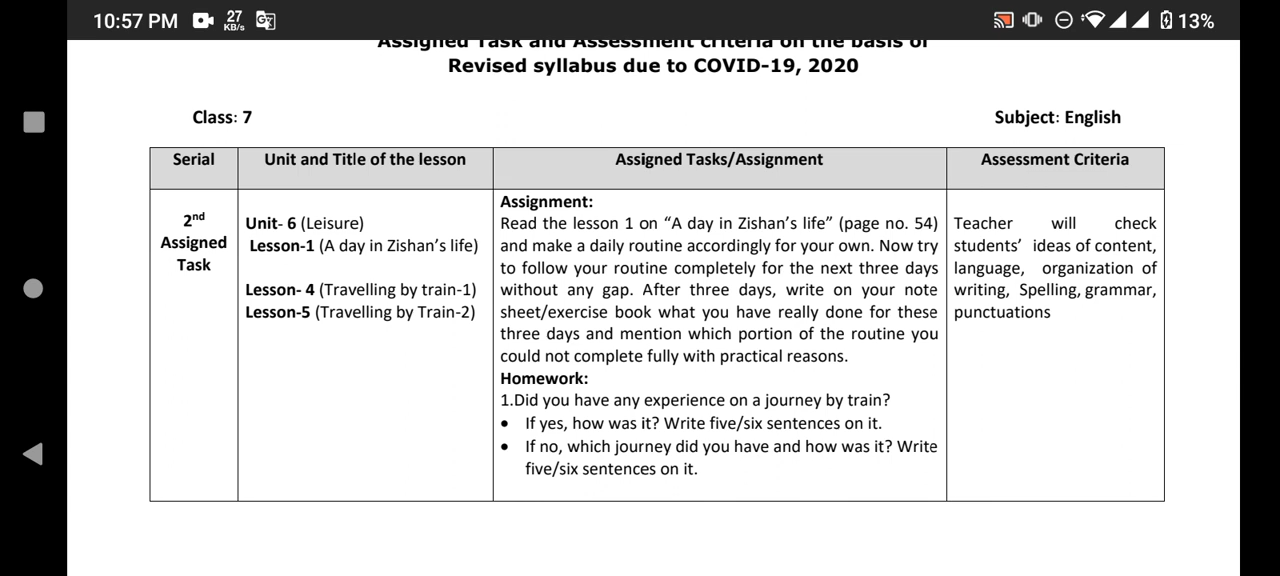 10:57 PM 27 KB/s 13%
Assigned Task and Assessment criteria on the basis of
Revised syllabus due to COVID-19, 2020
Class: 7 Subject: English
Serial Unit and Title of the lesson Assigned Tasks/Assignment Assessment Criteria
2nd
Assigned
Task
Unit- 6 (Leisure)
Lesson-1 (A day in Zishan's life)
Lesson- 4 (Travelling by train-1)
Lesson-5 (Travelling by Train-2)
Assignment:
Read the lesson 1 on “A day in Zishan's life” (page no. 54)
and make a daily routine accordingly for your own. Now try
to follow your routine completely for the next three days
without any gap. After three days, write on your note
sheet/exercise book what you have really done for these
three days and mention which portion of the routine you
could not complete fully with practical reasons.
Homework:
1.Did you have any experience on a journey by train?
• If yes, how was it? Write five/six sentences on it.
• If no, which journey did you have and how was it? Write
five/six sentences on it.
Teacher will check
students' ideas of content,
language, organization of
writing, Spelling, grammar,
punctuations